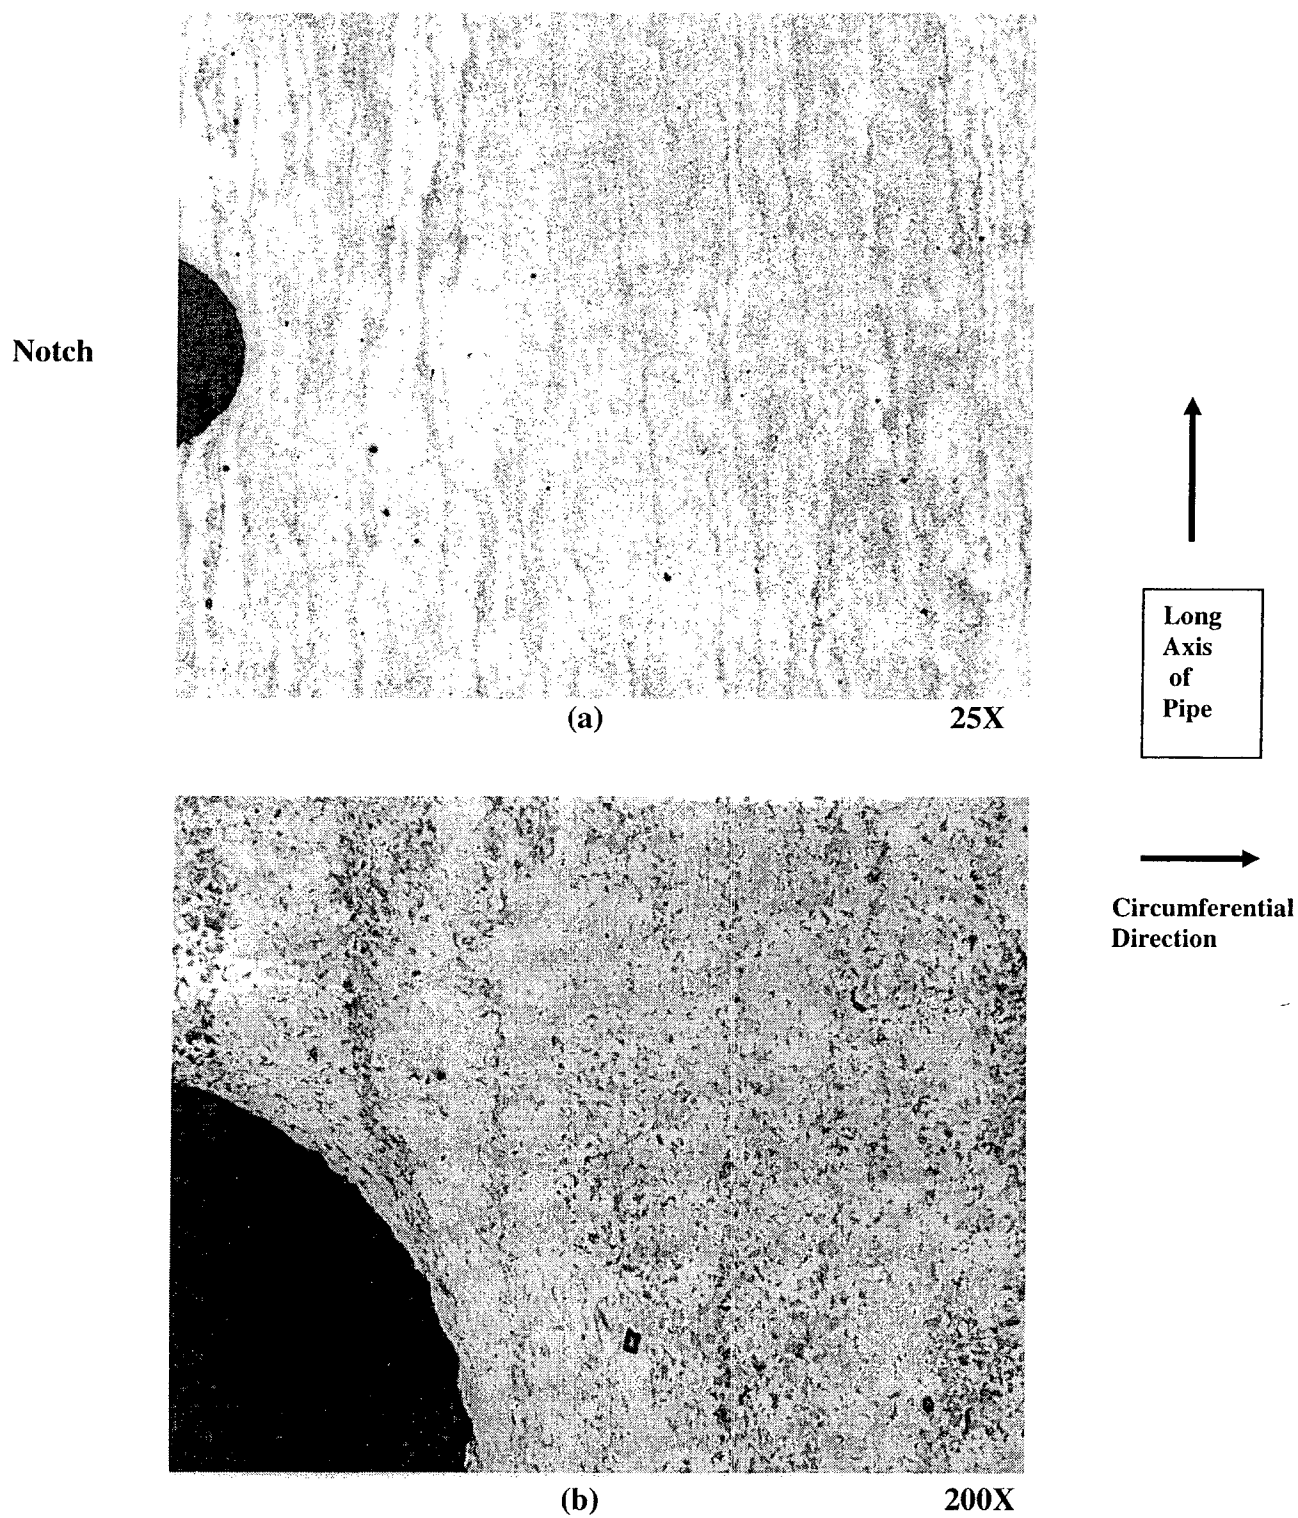 Notch
(a)
25X
Long
Axis
of
Pipe
Circumferential
Direction
(b)
200X